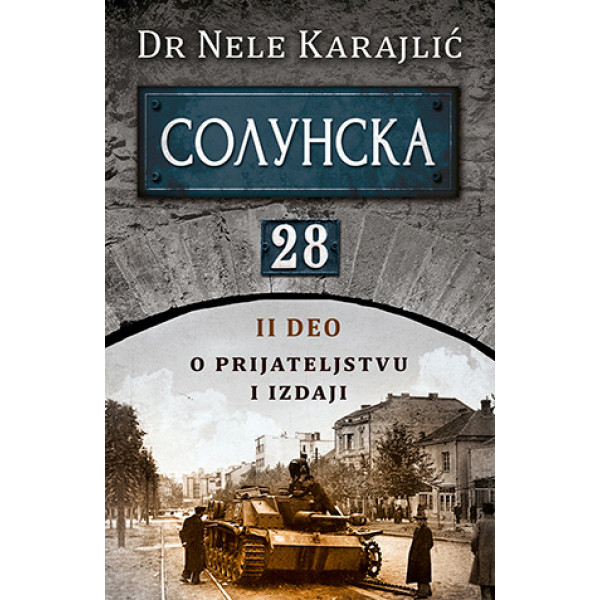 DR NELE KARAJLIĆ
СОЛУНСКА
28
II DEO
O PRIJATELJSTVU
I IZDAJI